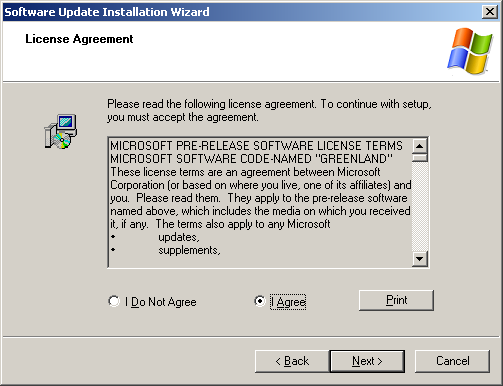 Software Update Installation Wizard
License Agreement
Please read the following license agreement. To continue with setup,
you must accept the agreement.
MICROSOFT PRE-RELEASE SOFTWARE LICENSE TERMS
MICROSOFT SOFTWARE CODE-NAMED "GREENLAND"
These license terms are an agreement between Microsoft
Corporation (or based on where you live, one of its affiliates) and
you.  Please read them.  They apply to the pre-release software
named above, which includes the media on which you received
it, if any.  The terms also apply to any Microsoft
• updates,
• supplements,
I Do Not Agree
I Agree
Print
< Back
Next >
Cancel